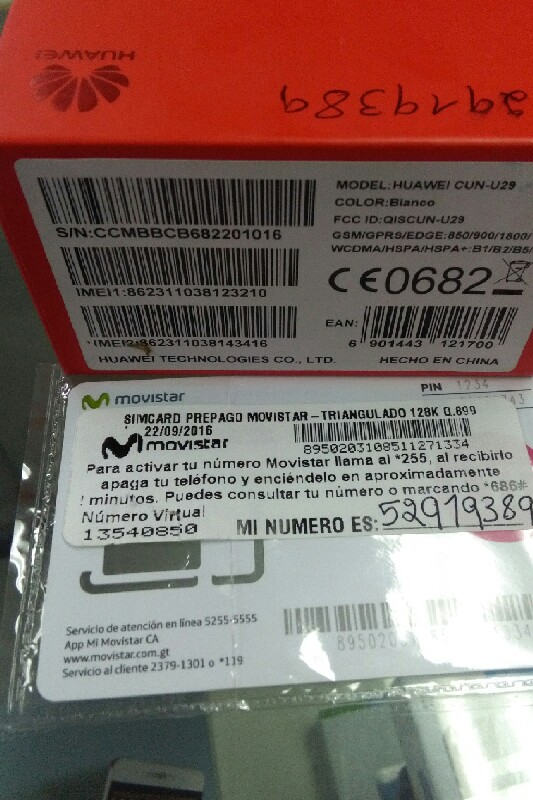 HUAWEI
2919389
MODEL:HUAWEI CUN-U29
COLOR:Blanco
FCC ID:QISCUN-U29
GSM/GPRS/EDGE:850/900/1800/
WCDMA/HSPA/HSPA+:B1/B2/B5/
S/N:CCMBBCB682201016
IMEI1:862311038123210
IMEI2:862311038143416
CE0682
EAN:
6 901443 121700
HUAWEI TECHNOLOGIES CO., LTD.
HECHO EN CHINA
movistar
PIN 1234
SIMCARD PREPAGO MOVISTAR-TRIANGULADO 128K Q.899
22/09/2016
movistar
8950203108511271334
Para activar tu número Movistar llama al *255, al recibirlo
apaga tu teléfono y enciéndelo en aproximadamente
minutos. Puedes consultar tu número o marcando *686#
Número Virtual
13540850
MI NUMERO ES: 52919389
Servicio de atención en línea 5255-5555
App Mi Movistar CA
www.movistar.com.gt
Servicio al cliente 2379-1301 o *119